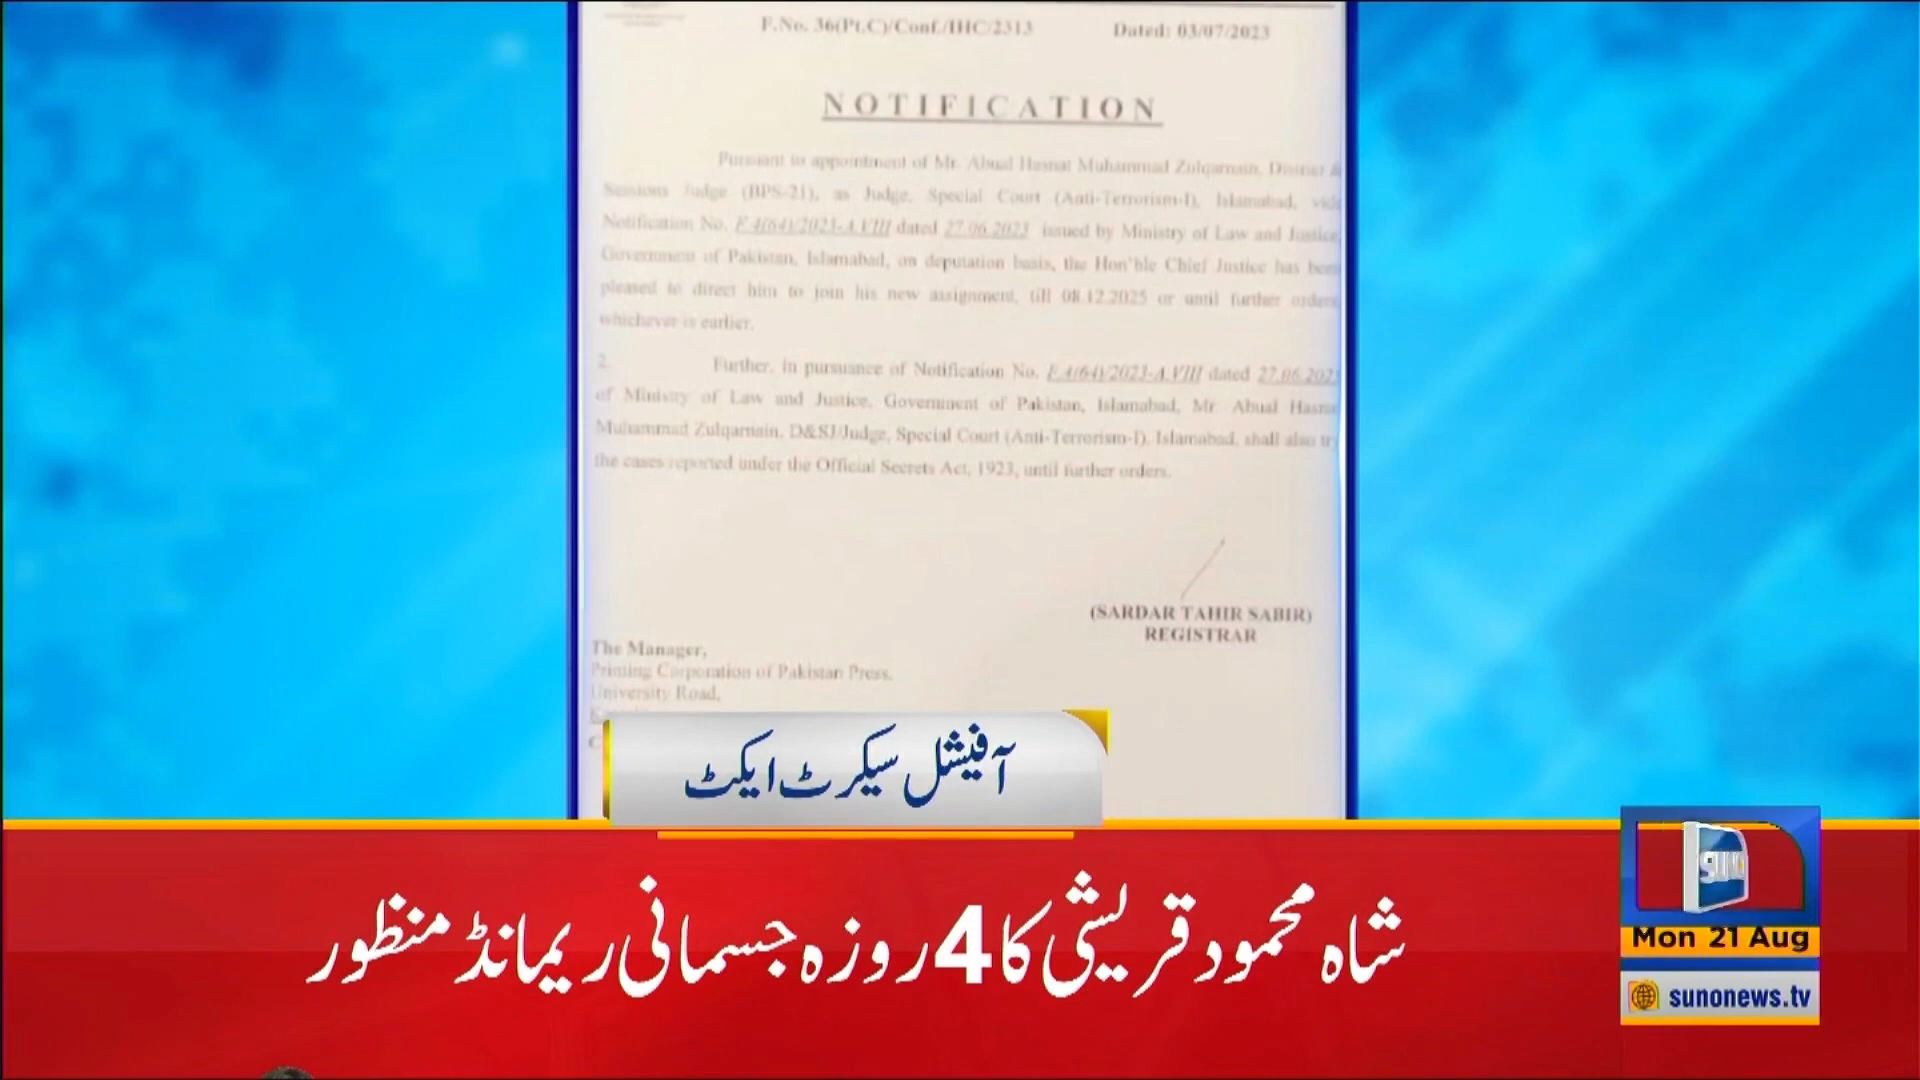 F.No. 36(Pt.C)/Conf./IHC/2313 Dated: 03/07/2023
NOTIFICATION
Pursuant to appointment of Mr. Abual Hasnat Muhammad Zulqarnain, District &
Sessions Judge (BPS-21), as Judge, Special Court (Anti-Terrorism-I), Islamabad, vide
Notification No. F.4(64)/2023-A.VIII dated 27.06.2023 issued by Ministry of Law and Justice,
Government of Pakistan, Islamabad, on deputation basis, the Hon'ble Chief Justice has been
pleased to direct him to join his new assignment, till 08.12.2025 or until further orders
whichever is earlier.
2. Further, in pursuance of Notification No. F.4(64)/2023-A.VIII dated 27.06.2023
of Ministry of Law and Justice, Government of Pakistan, Islamabad, Mr. Abual Hasnat
Muhammad Zulqarnain, D&SJ/Judge, Special Court (Anti-Terrorism-I), Islamabad, shall also try
the cases reported under the Official Secrets Act, 1923, until further orders.
(SARDAR TAHIR SABIR)
REGISTRAR
The Manager,
Printing Corporation of Pakistan Press,
University Road,
آفیشل سیکرٹ ایکٹ
شاہ محمود قریشی کا 4 روزہ جسمانی ریمانڈ منظور
SUNO
Mon 21 Aug
sunonews.tv